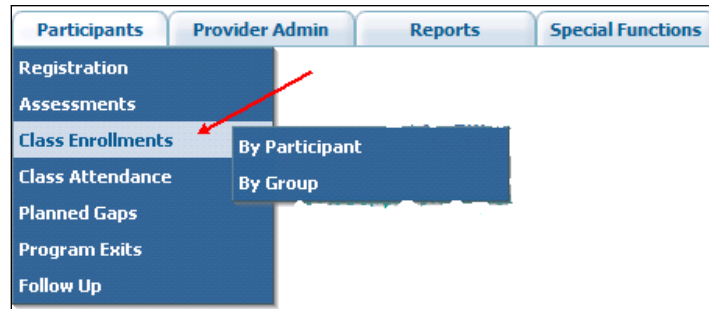 Participants Provider Admin Reports Special Functions
Registration
Assessments
Class Enrollments
By Participant
Class Attendance
By Group
Planned Gaps
Program Exits
Follow Up